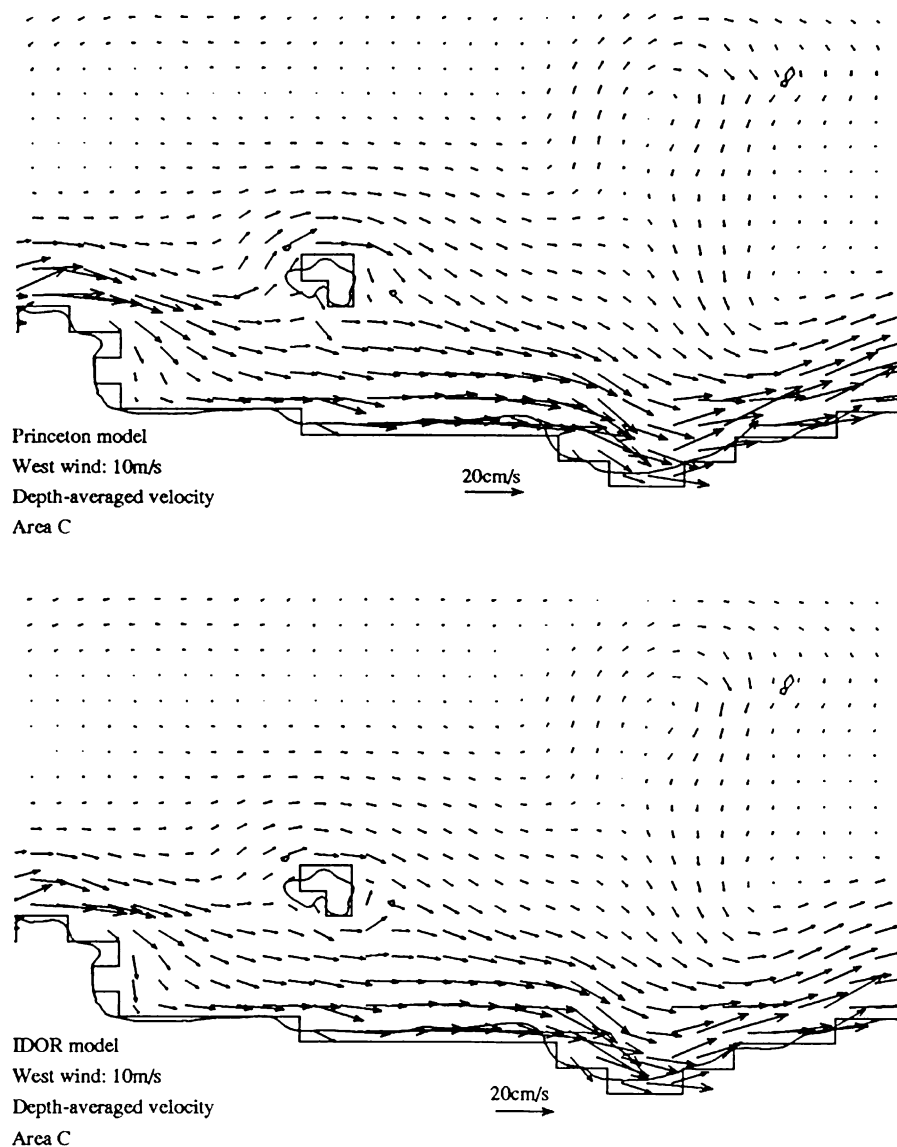 Princeton model
West wind: 10m/s
Depth-averaged velocity
Area C
20cm/s
IDOR model
West wind: 10m/s
Depth-averaged velocity
Area C
20cm/s